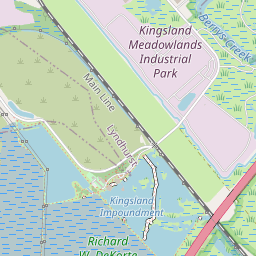 Kingsland
Meadowlands
Industrial
Park
Berrys Creek
Main Line
Lyndhurst
Kingsland
Impoundment
Richard
W. DeKorte